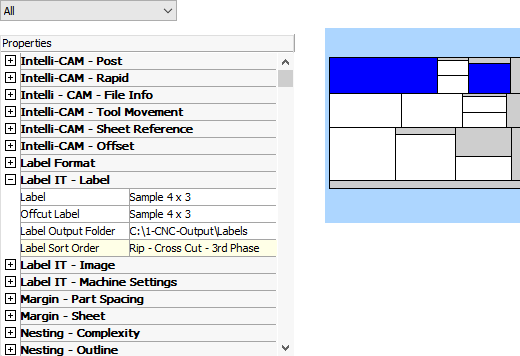 All
Properties
Intelli-CAM - Post
Intelli-CAM - Rapid
Intelli - CAM - File Info
Intelli-CAM - Tool Movement
Intelli-CAM - Sheet Reference
Intelli-CAM - Offset
Label Format
Label IT - Label
Label Sample 4 x 3
Offcut Label Sample 4 x 3
Label Output Folder C:\1-CNC-Output\Labels
Label Sort Order Rip - Cross Cut - 3rd Phase
Label IT - Image
Label IT - Machine Settings
Margin - Part Spacing
Margin - Sheet
Nesting - Complexity
Nesting - Outline